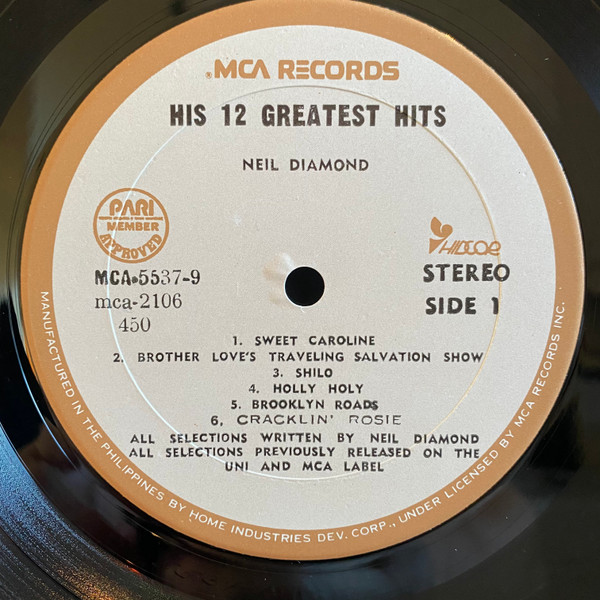 MCA RECORDS
HIS 12 GREATEST HITS
NEIL DIAMOND
PARI
MEMBER
APPROVED
HIDCOR
MCA-5537-9
STEREO
mca-2106
SIDE 1
450
1. SWEET CAROLINE
2. BROTHER LOVE'S TRAVELING SALVATION SHOW
3. SHILO
4. HOLLY HOLY
5. BROOKLYN ROADS
6. CRACKLIN' ROSIE
ALL SELECTIONS WRITTEN BY NEIL DIAMOND
ALL SELECTIONS PREVIOUSLY RELEASED ON THE
UNI AND MCA LABEL
MANUFACTURED IN THE PHILIPPINES BY HOME INDUSTRIES DEV. CORP., UNDER LICENSED BY MCA RECORDS INC.